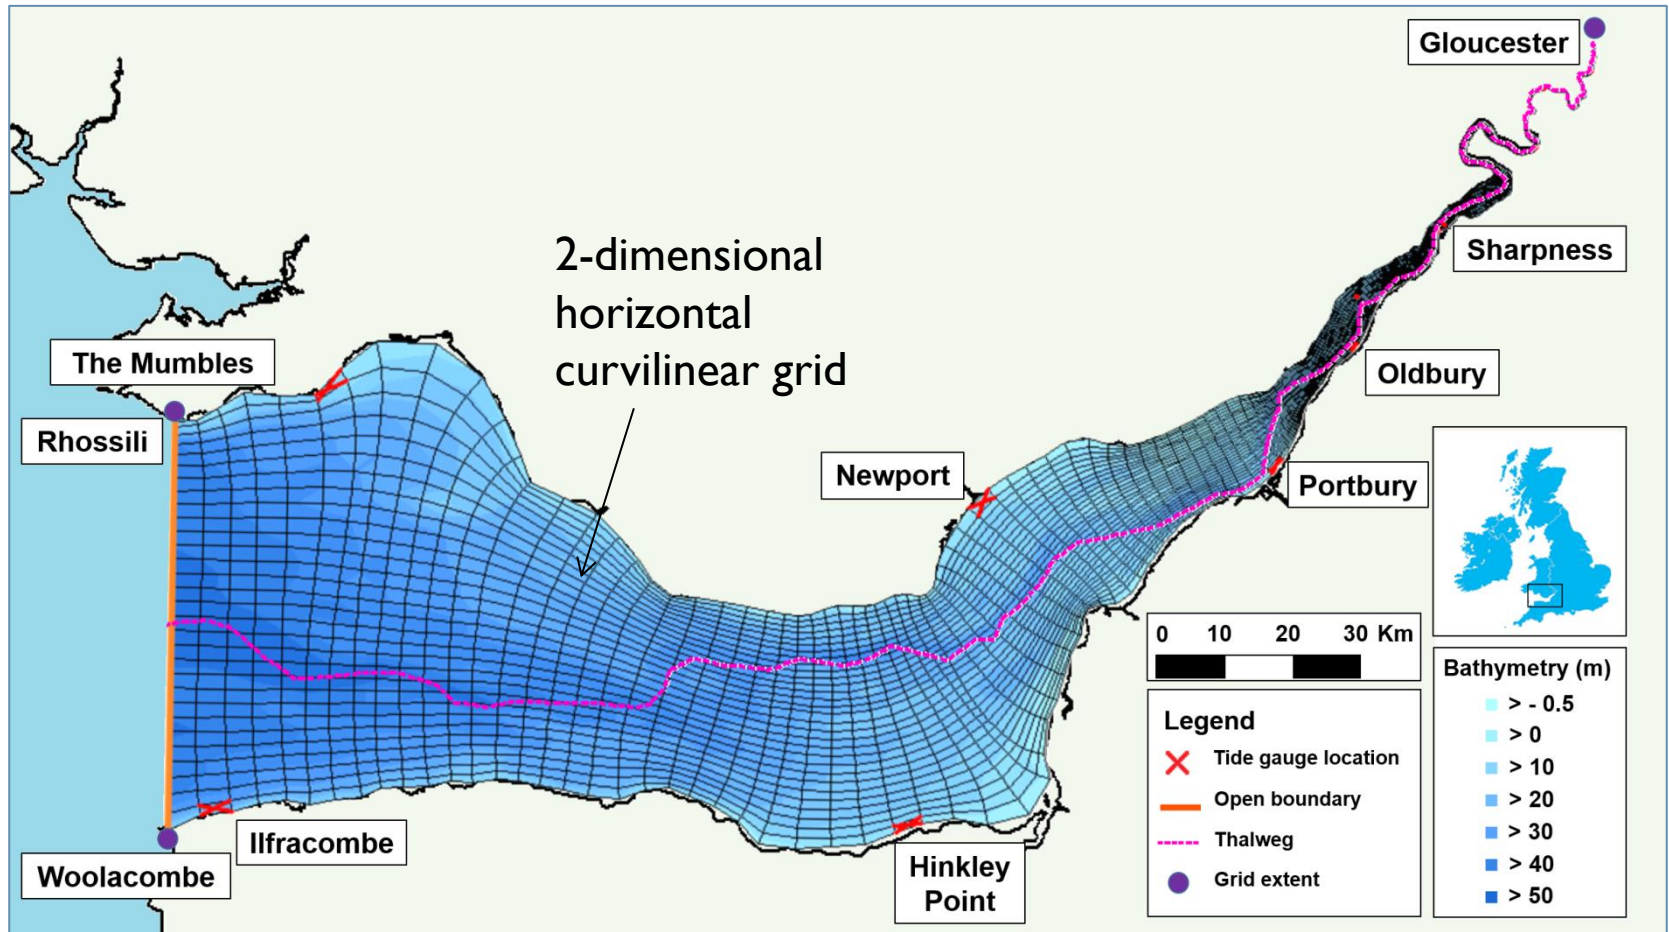 Gloucester
Sharpness
2-dimensional
horizontal
curvilinear grid
The Mumbles
Oldbury
Rhossili
Newport
Portbury
0 10 20 30 Km
Ilfracombe
Woolacombe
Hinkley
Point
Legend
Tide gauge location
Open boundary
Thalweg
Grid extent
Bathymetry (m)
> - 0.5
> 0
> 10
> 20
> 30
> 40
> 50